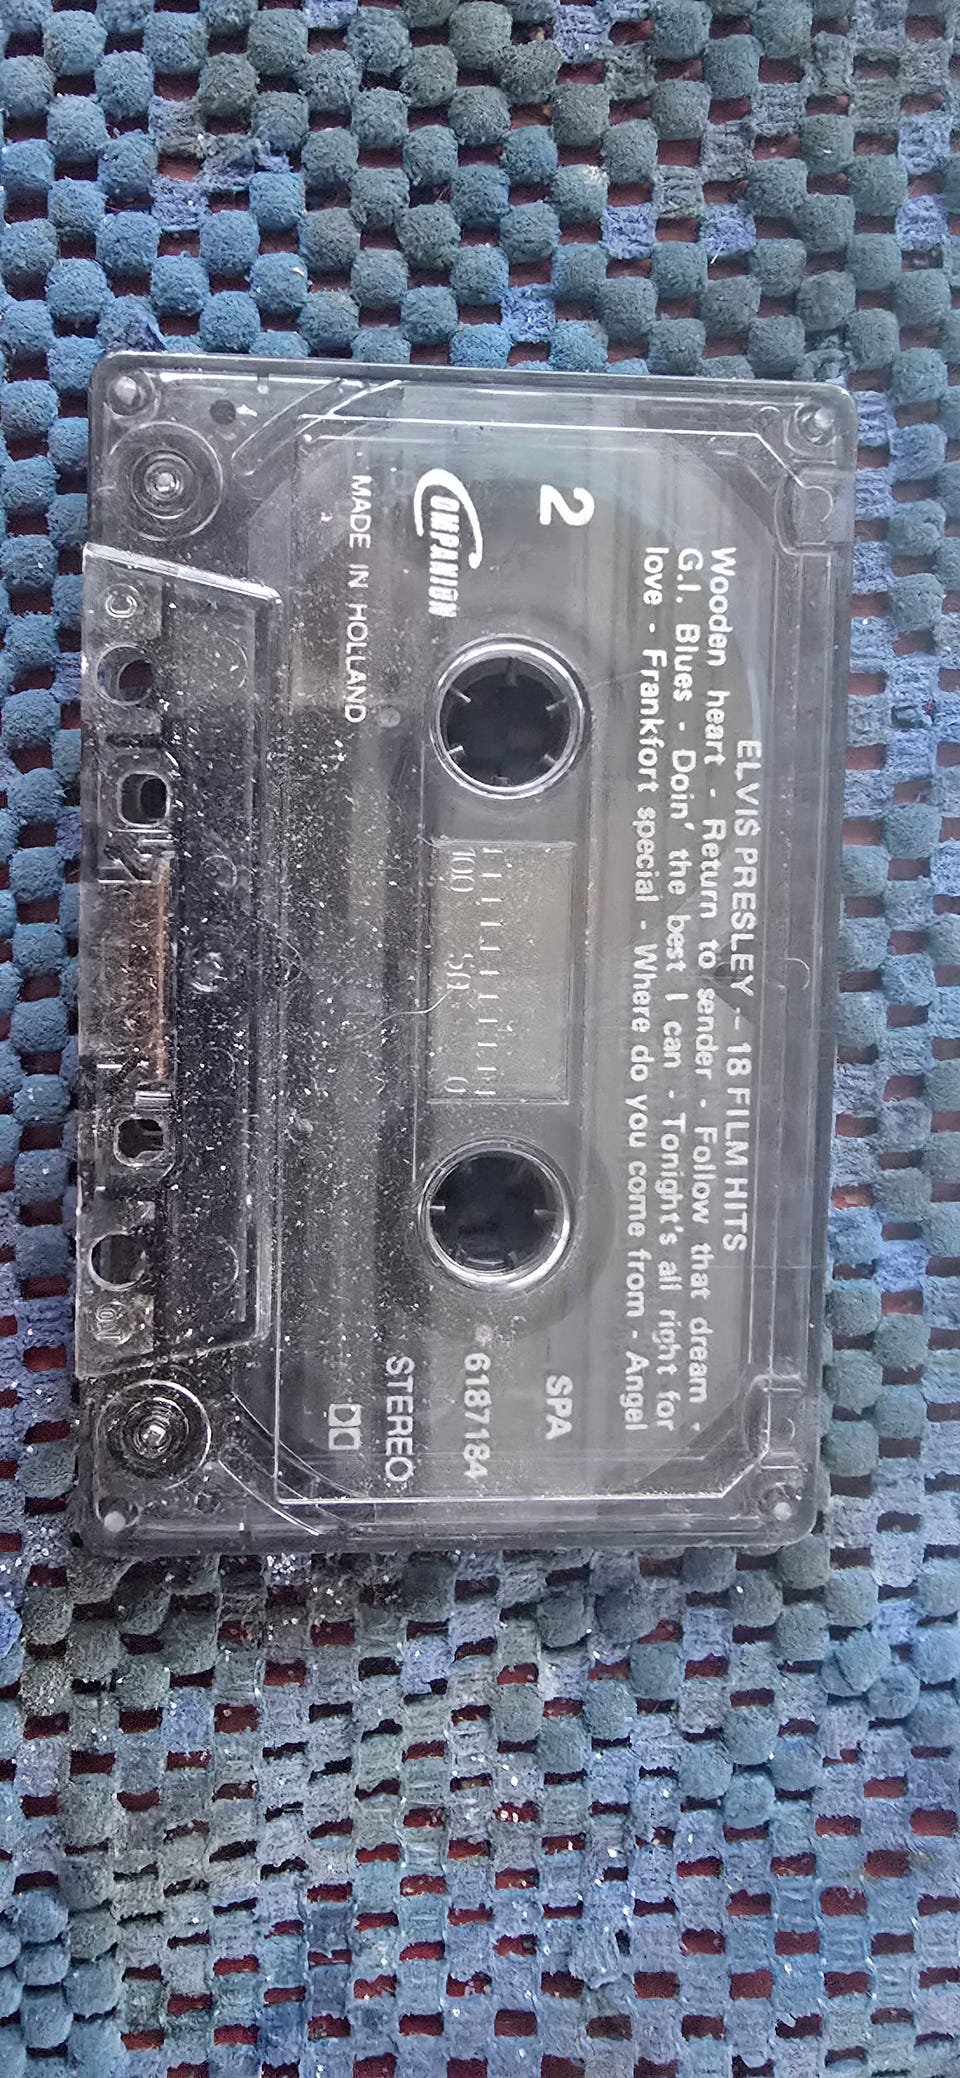 ELVIS PRESLEY – 18 FILM HITS
Wooden heart - Return to sender - Follow that dream -
G.I. Blues - Doin' the best I can - Tonight's all right for
love - Frankfort special - Where do you come from - Angel
2
SPA
COMPANION
6187184
STEREO
MADE IN HOLLAND
100 50 0